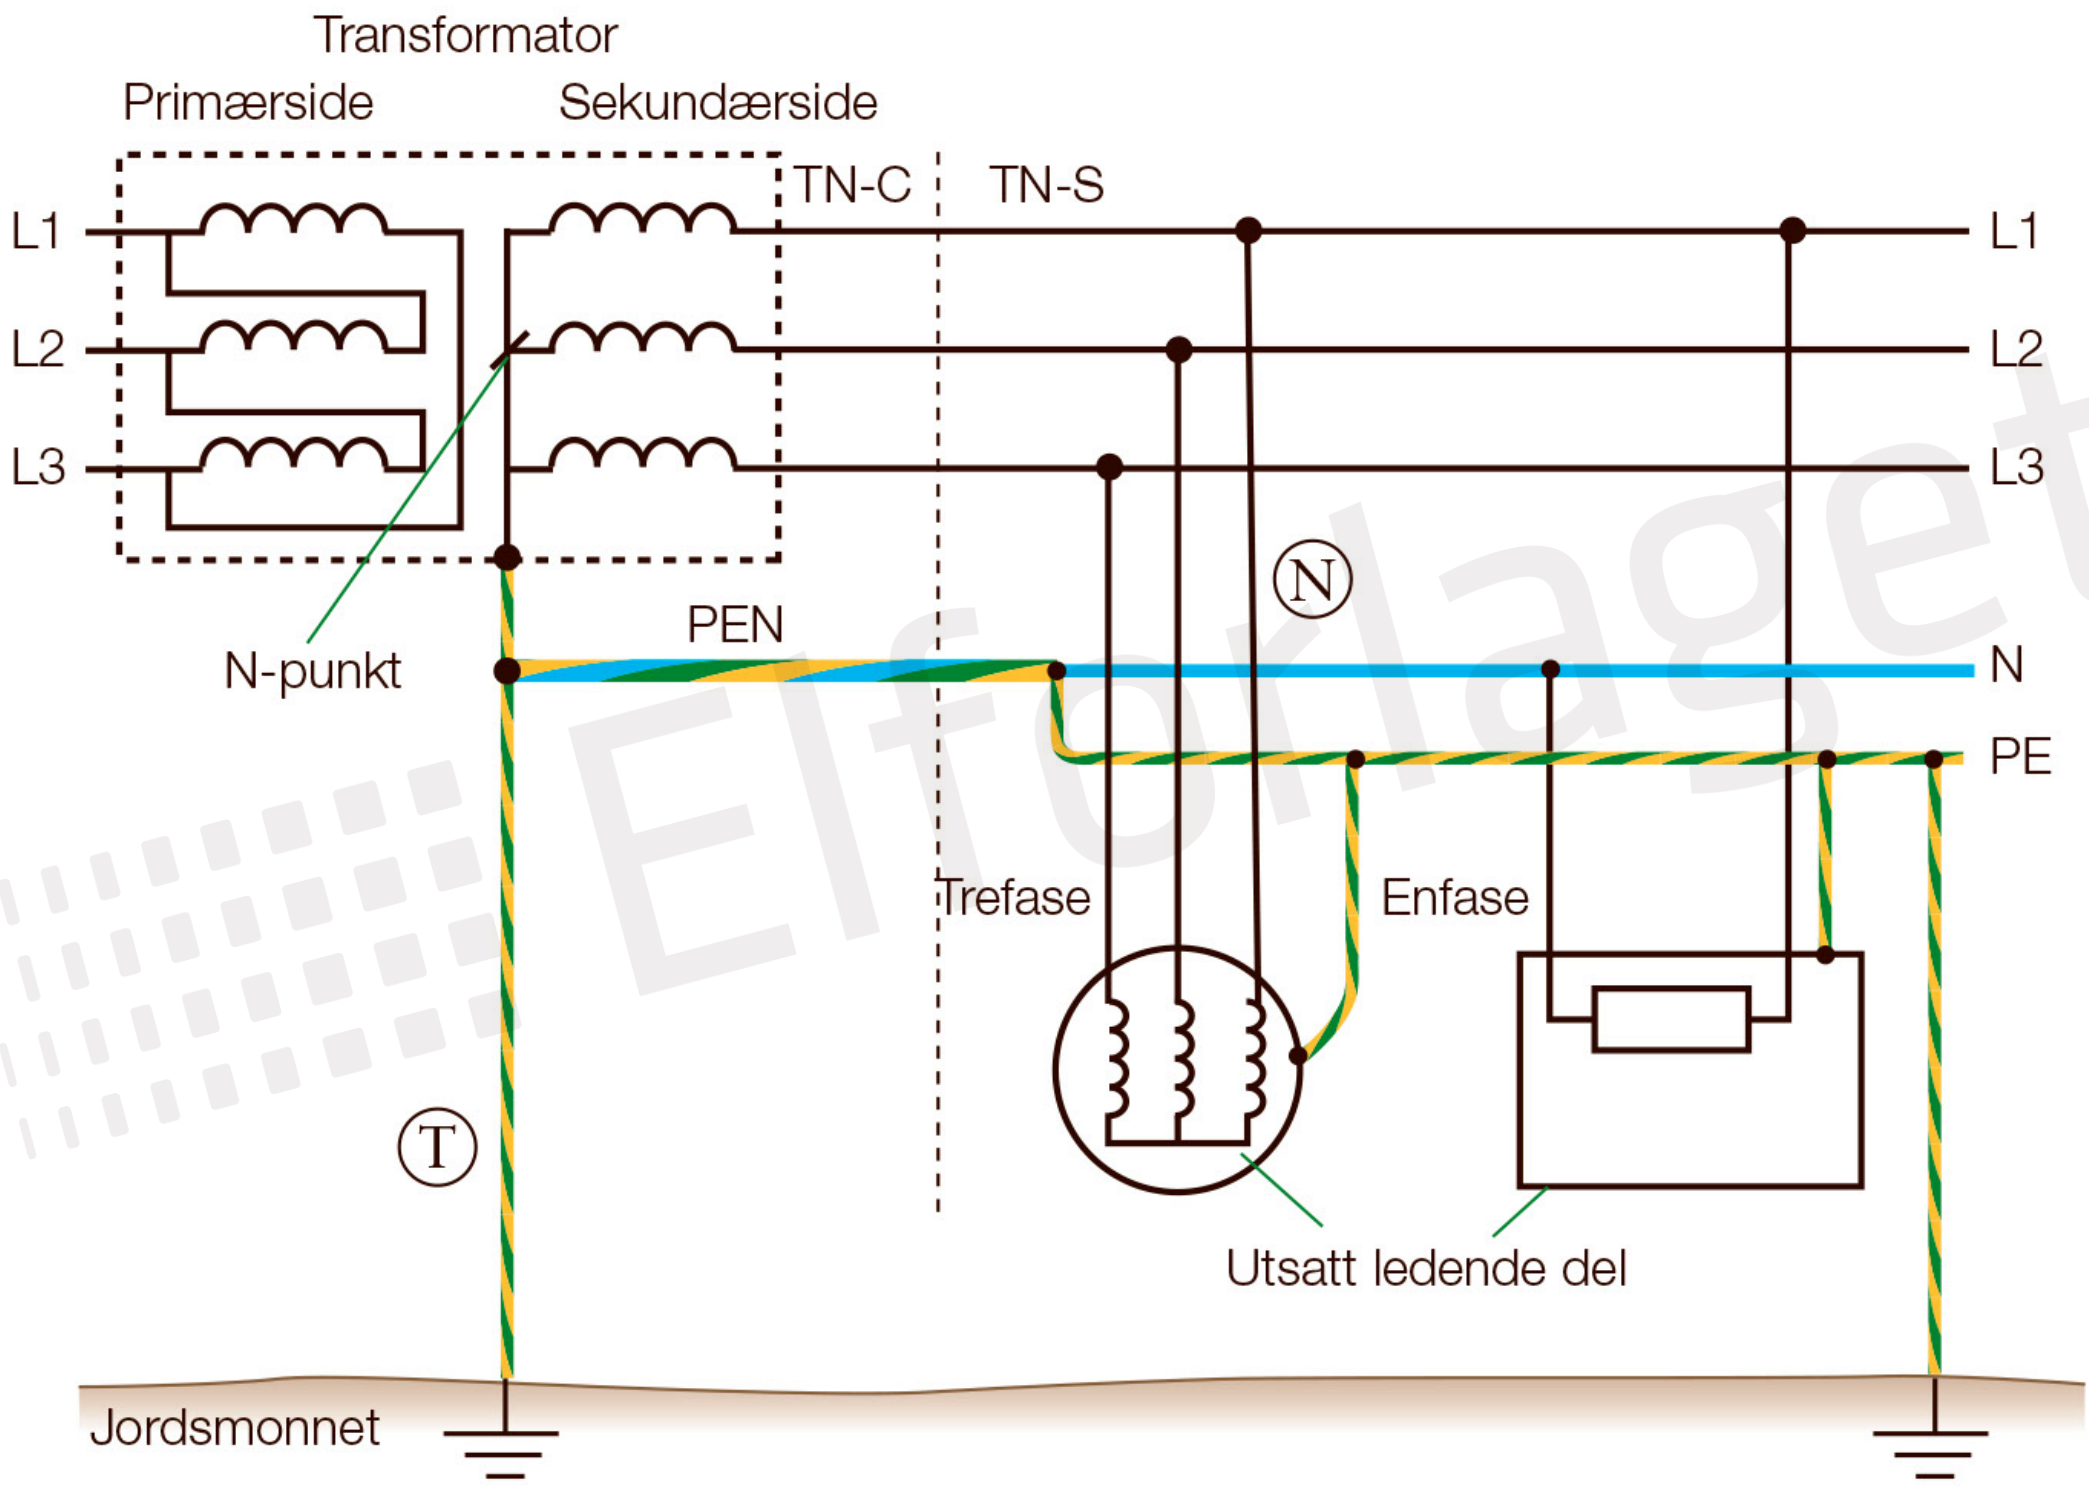 Transformator
Primærside
Sekundærside
TN-C
TN-S
L1
L1
L2
L2
L3
L3
N
PEN
N-punkt
N
PE
Trefase
Enfase
T
Utsatt ledende del
Jordsmonnet
Elforlaget